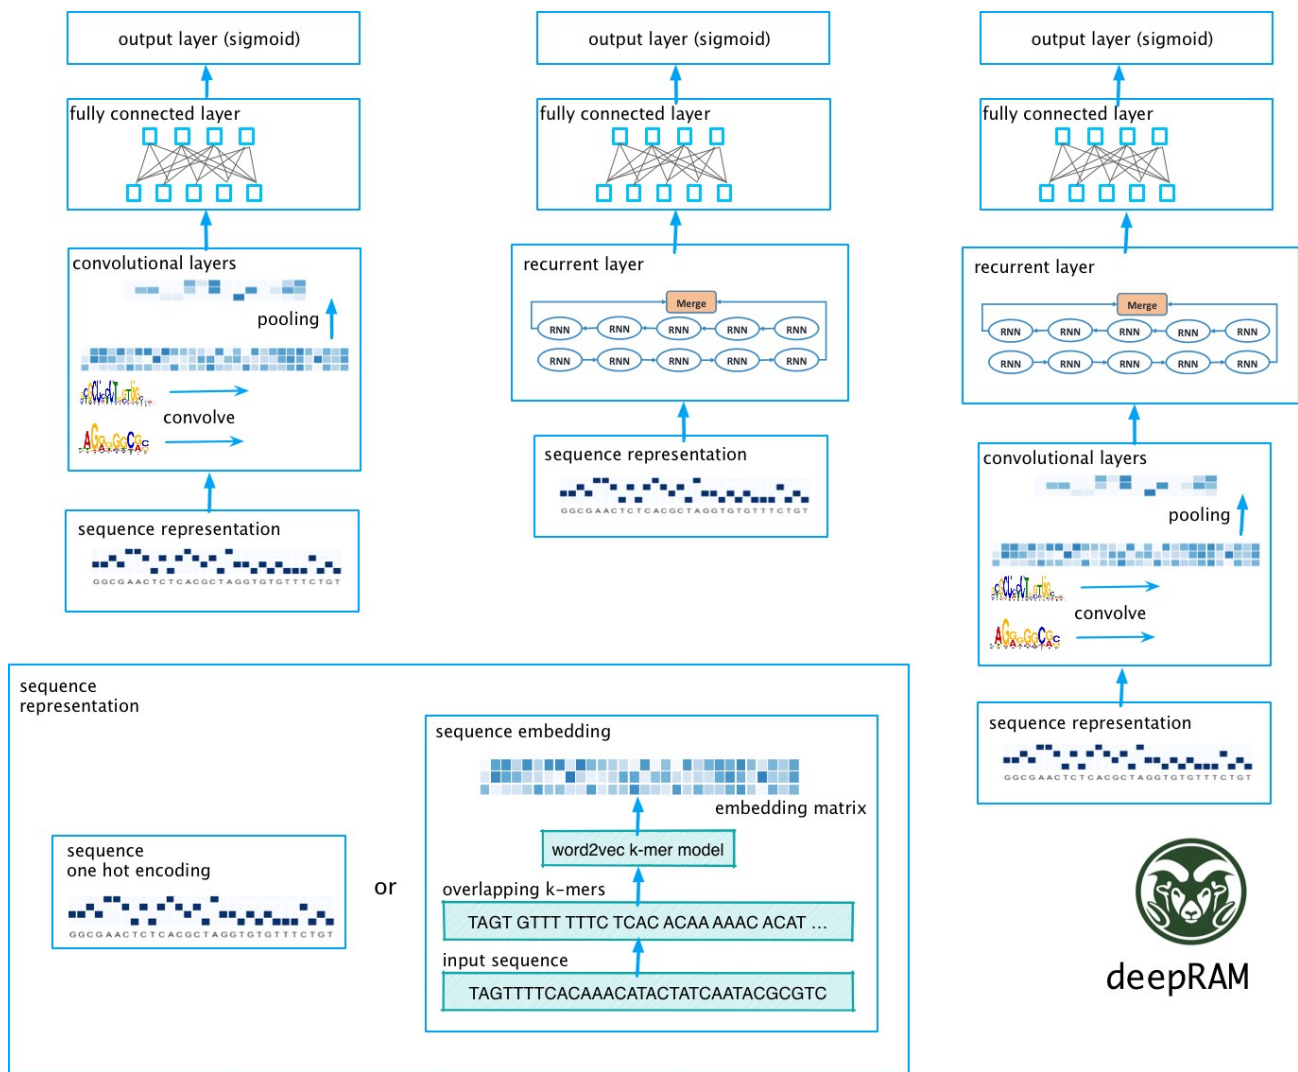 output layer (sigmoid)
fully connected layer
convolutional layers
pooling
convolve
sequence representation
GGCGAACTCTCACGCTAGGTGTGTTTCTGT
output layer (sigmoid)
fully connected layer
recurrent layer
Merge
RNN RNN RNN RNN RNN
RNN RNN RNN RNN RNN
sequence representation
GGCGAACTCTCACGCTAGGTGTGTTTCTGT
output layer (sigmoid)
fully connected layer
recurrent layer
Merge
RNN RNN RNN RNN RNN
RNN RNN RNN RNN RNN
convolutional layers
pooling
convolve
sequence representation
GGCGAACTCTCACGCTAGGTGTGTTTCTGT
sequence
representation
sequence
one hot encoding
GGCGAACTCTCACGCTAGGTGTGTTTCTGT
or
sequence embedding
embedding matrix
word2vec k-mer model
overlapping k-mers
TAGT GTTT TTTC TCAC ACAA AAAC ACAT ...
input sequence
TAGTTTTCACAAACATACTATCAATACGCGTC
deepRAM